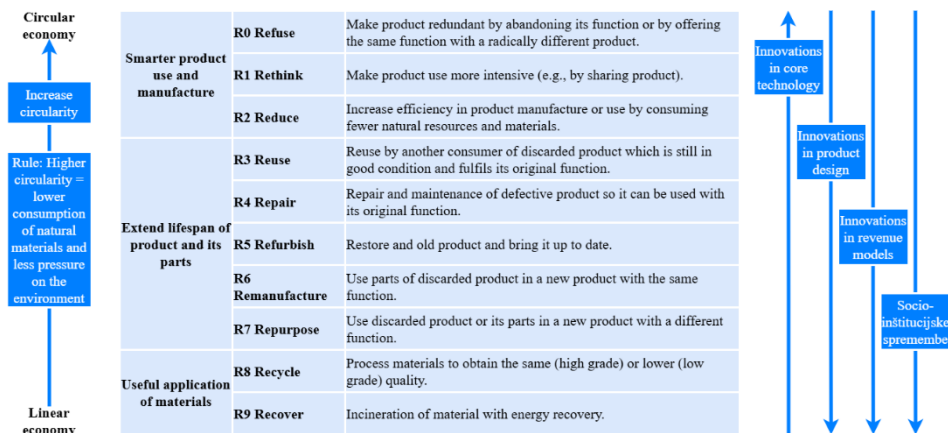 Circular
economy
Increase
circularity
Rule: Higher
circularity =
lower
consumption
of natural
materials and
less pressure
on the
environment
Linear
economy
Smarter product
use and
manufacture
R0 Refuse
Make product redundant by abandoning its function or by offering
the same function with a radically different product.
R1 Rethink
Make product use more intensive (e.g., by sharing product).
R2 Reduce
Increase efficiency in product manufacture or use by consuming
fewer natural resources and materials.
Extend lifespan of
product and its
parts
R3 Reuse
Reuse by another consumer of discarded product which is still in
good condition and fulfils its original function.
R4 Repair
Repair and maintenance of defective product so it can be used with
its original function.
R5 Refurbish
Restore and old product and bring it up to date.
R6
Remanufacture
Use parts of discarded product in a new product with the same
function.
R7 Repurpose
Use discarded product or its parts in a new product with a different
function.
Useful application
of materials
R8 Recycle
Process materials to obtain the same (high grade) or lower (low
grade) quality.
R9 Recover
Incineration of material with energy recovery.
Innovations
in core
technology
Innovations
in product
design
Innovations
in revenue
models
Socio-
inštitucijske
spremembe